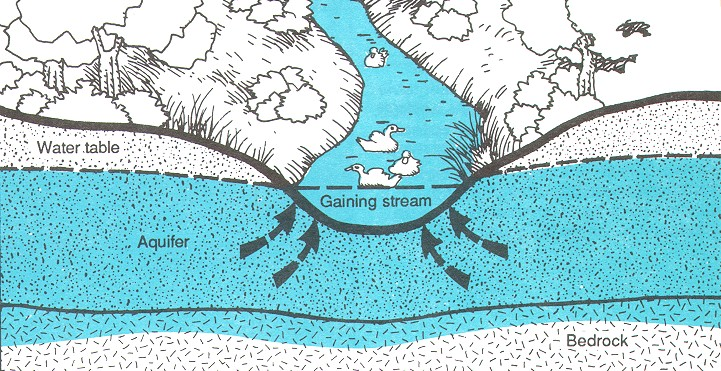 Water table
Gaining stream
Aquifer
Bedrock